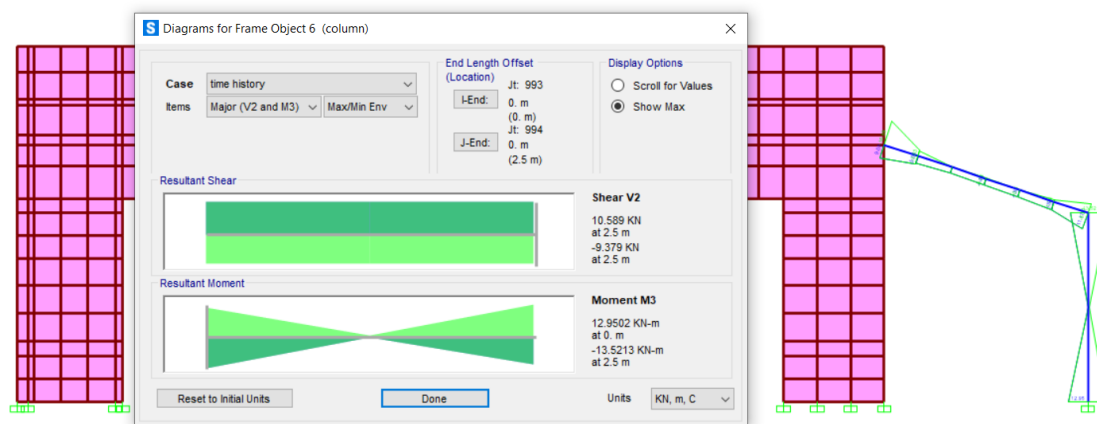 S Diagrams for Frame Object 6 (column)
End Length Offset
(Location)
Display Options
Case time history
Jt: 993
Scroll for Values
Items Major (V2 and M3) Max/Min Env
I-End:
0. m
(0. m)
Show Max
Jt: 994
J-End:
0. m
(2.5 m)
Resultant Shear
Shear V2
10.589 KN
at 2.5 m
-9.379 KN
at 2.5 m
Resultant Moment
Moment M3
12.9502 KN-m
at 0. m
-13.5213 KN-m
at 2.5 m
Reset to Initial Units
Done
Units
KN, m, C
12.95